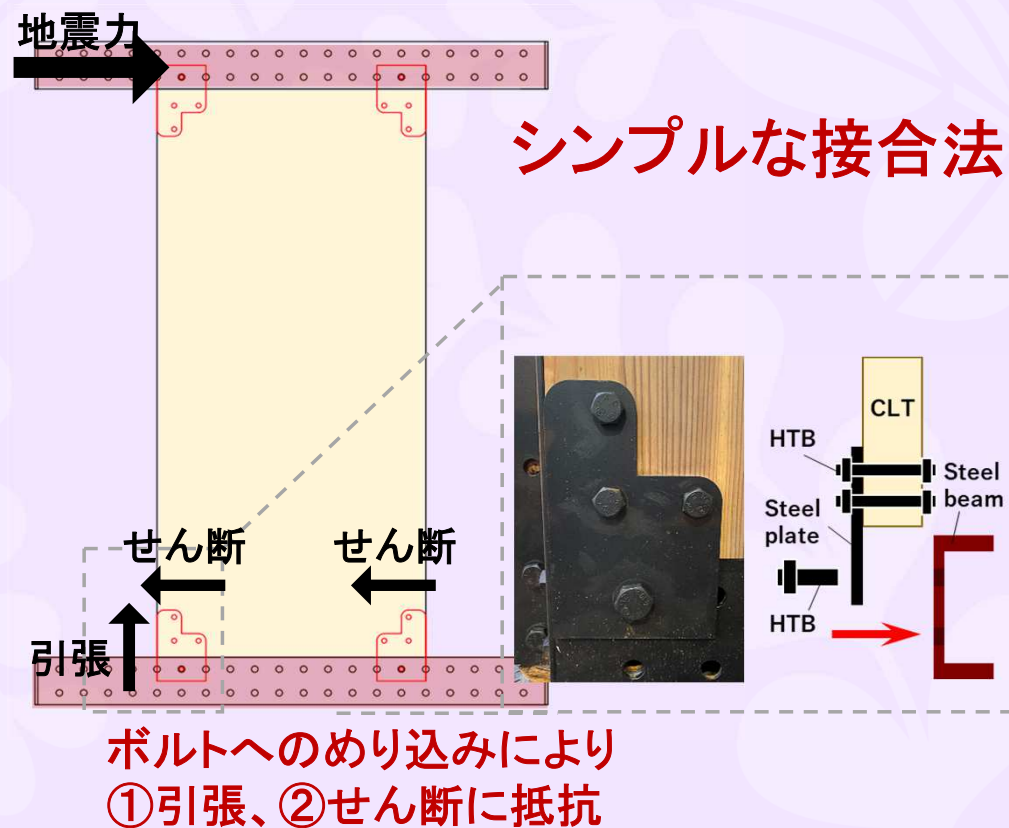 地震力
シンプルな接合法
CLT
HTB
Steel
beam
Steel
plate
HTB
せん断
せん断
引張
ボルトへのめり込みにより
①引張、②せん断に抵抗